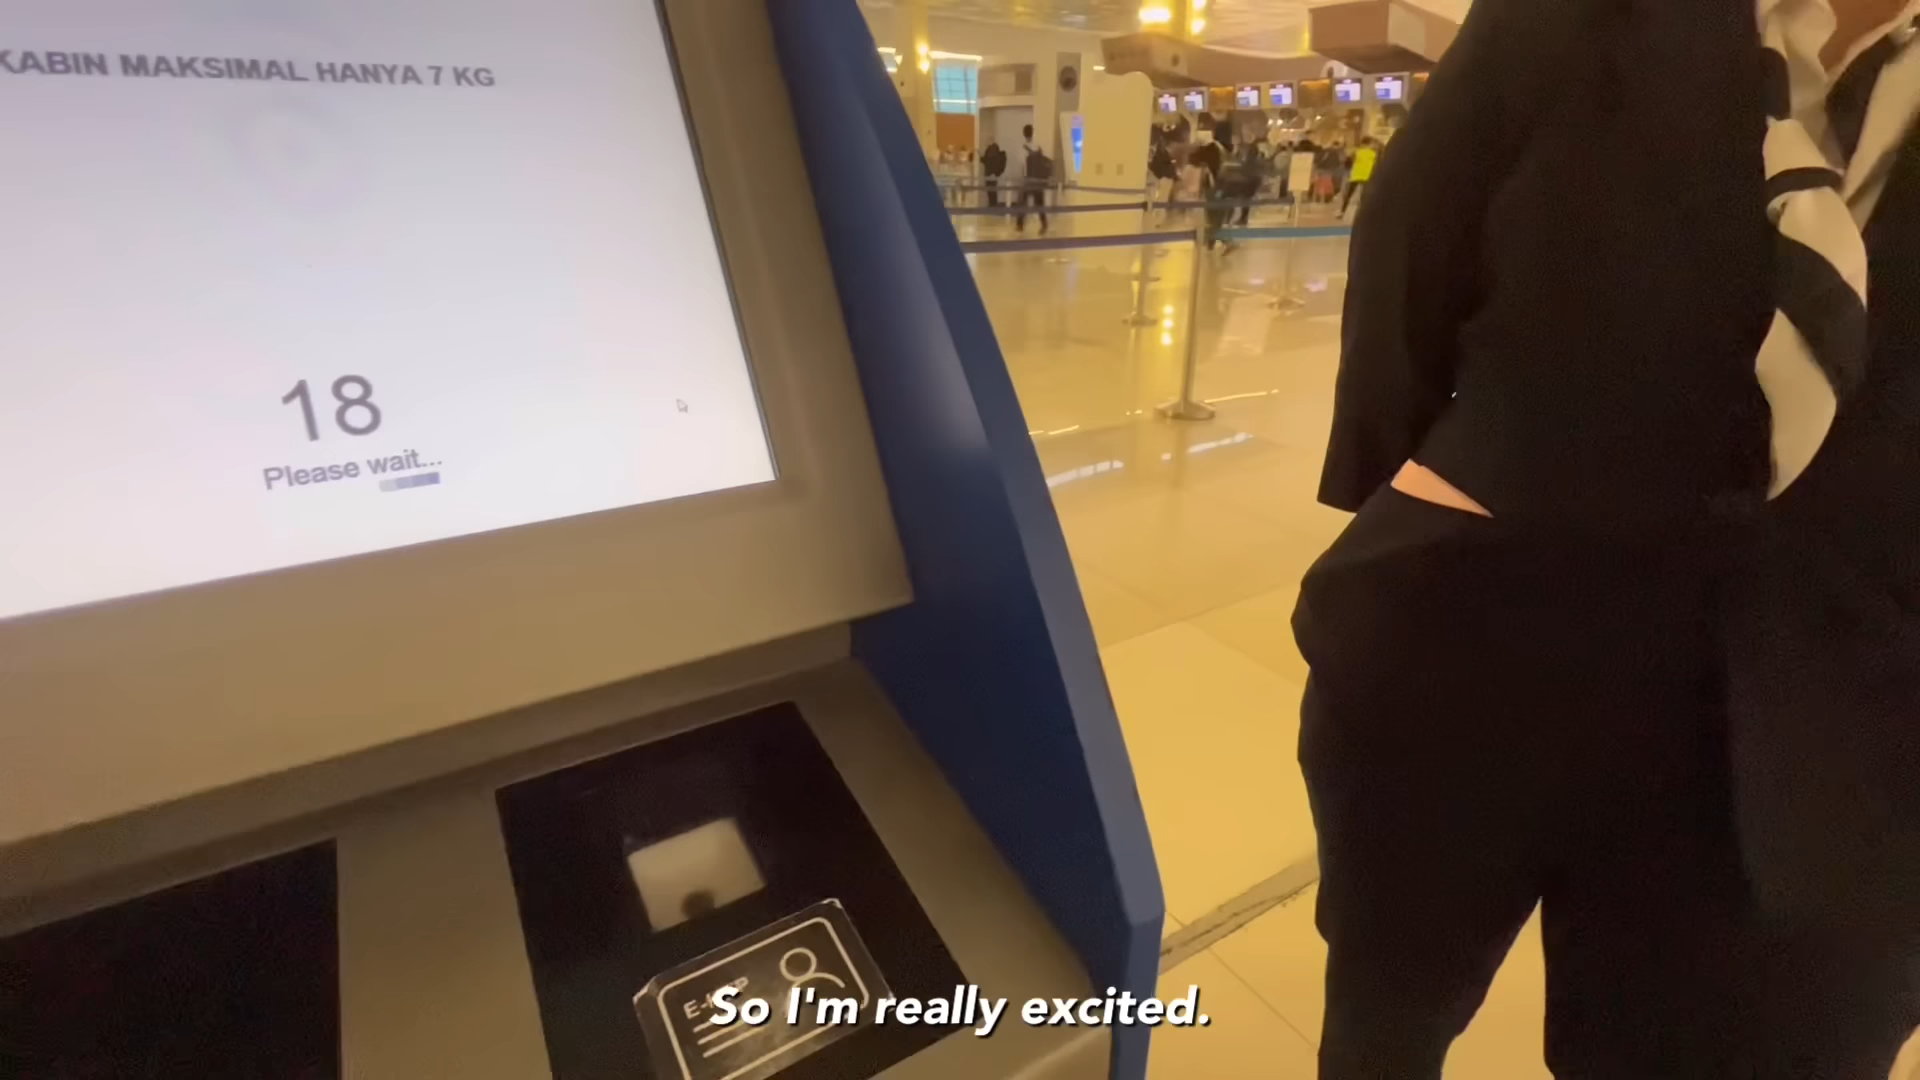 KABIN MAKSIMAL HANYA 7 KG
18
Please wait...
So I'm really excited.